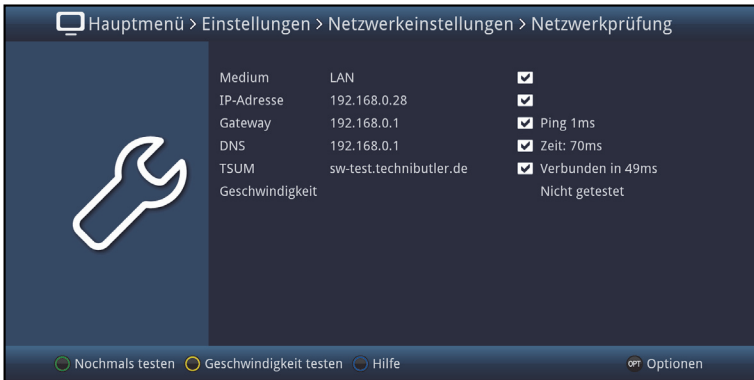 Hauptmenü > Einstellungen > Netzwerkeinstellungen > Netzwerkprüfung
Medium LAN
IP-Adresse 192.168.0.28
Gateway 192.168.0.1 Ping 1ms
DNS 192.168.0.1 Zeit: 70ms
TSUM sw-test.technibutler.de Verbunden in 49ms
Geschwindigkeit Nicht getestet
Nochmals testen Geschwindigkeit testen Hilfe OPT Optionen